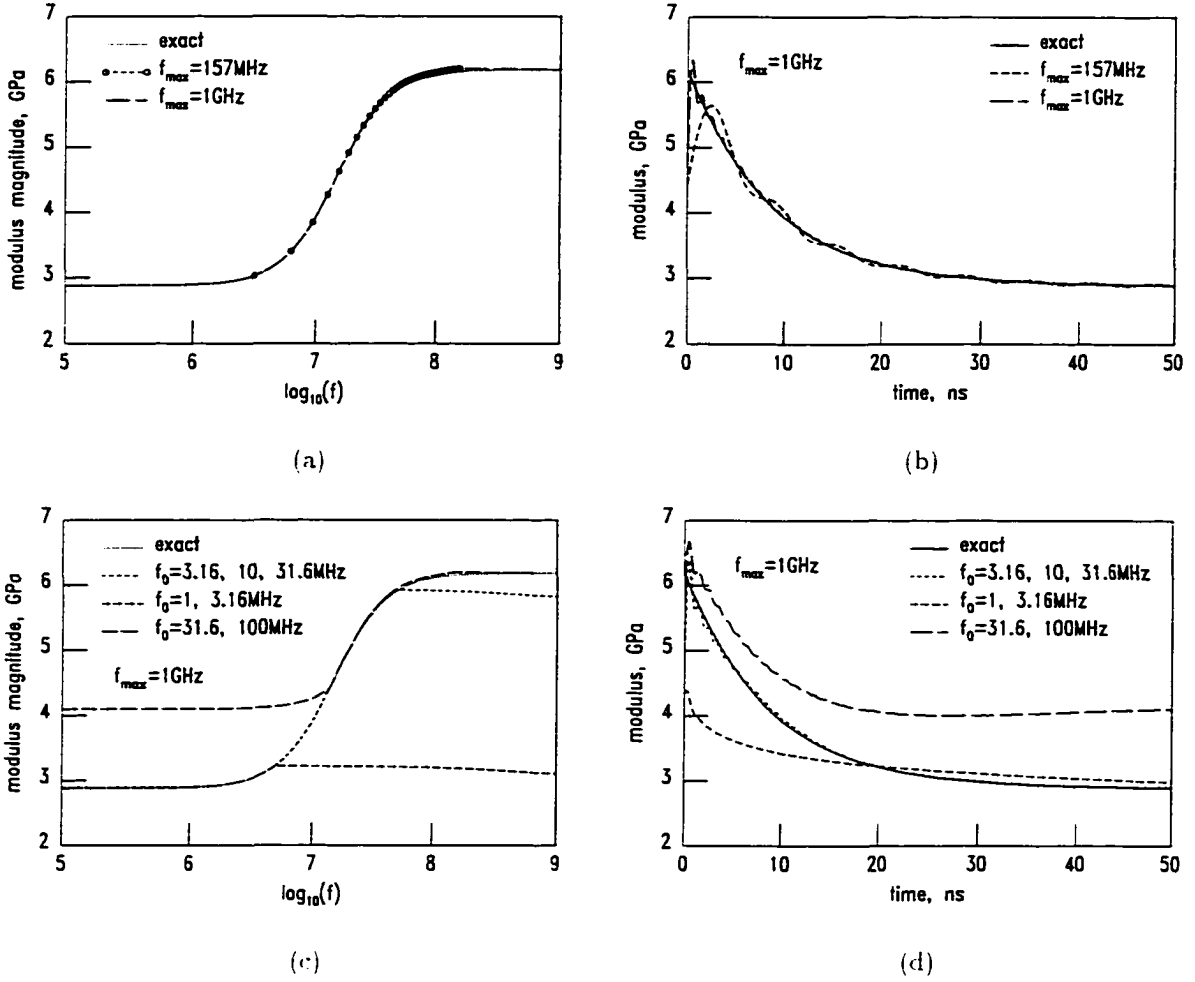 7
6
5
4
3
2
modulus magnitude, GPa
exact
f_max=157MHz
f_max=1GHz
5 6 7 8 9
log10(f)
(a)
7
6
5
4
3
2
modulus, GPa
f_max=1GHz
exact
f_max=157MHz
f_max=1GHz
0 10 20 30 40 50
time, ns
(b)
7
6
5
4
3
2
modulus magnitude, GPa
exact
f0=3.16, 10, 31.6MHz
f0=1, 3.16MHz
f0=31.6, 100MHz
f_max=1GHz
5 6 7 8 9
log10(f)
(c)
7
6
5
4
3
2
modulus, GPa
f_max=1GHz
exact
f0=3.16, 10, 31.6MHz
f0=1, 3.16MHz
f0=31.6, 100MHz
0 10 20 30 40 50
time, ns
(d)